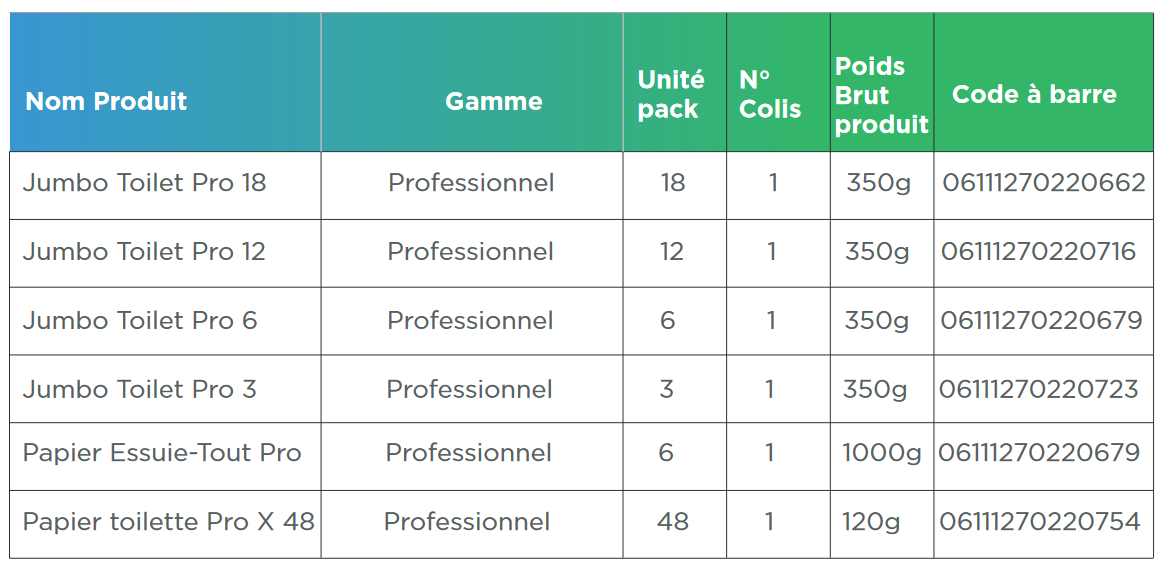 Nom Produit Gamme Unité pack N° Colis Poids Brut produit Code à barre
Jumbo Toilet Pro 18 Professionnel 18 1 350g 06111270220662
Jumbo Toilet Pro 12 Professionnel 12 1 350g 06111270220716
Jumbo Toilet Pro 6 Professionnel 6 1 350g 06111270220679
Jumbo Toilet Pro 3 Professionnel 3 1 350g 06111270220723
Papier Essuie-Tout Pro Professionnel 6 1 1000g 06111270220679
Papier toilette Pro X 48 Professionnel 48 1 120g 06111270220754